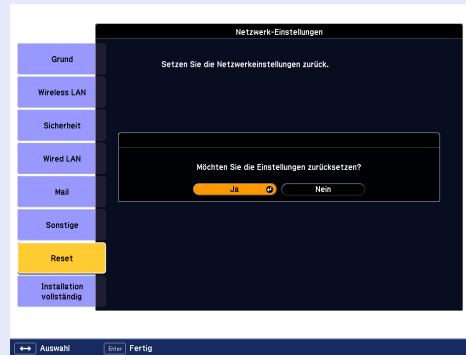 Netzwerk-Einstellungen
Grund
Setzen Sie die Netzwerkeinstellungen zurück.
Wireless LAN
Sicherheit
Wired LAN
Möchten Sie die Einstellungen zurücksetzen?
Ja
Nein
Mail
Sonstige
Reset
Installation
vollständig
Auswahl
Enter Fertig